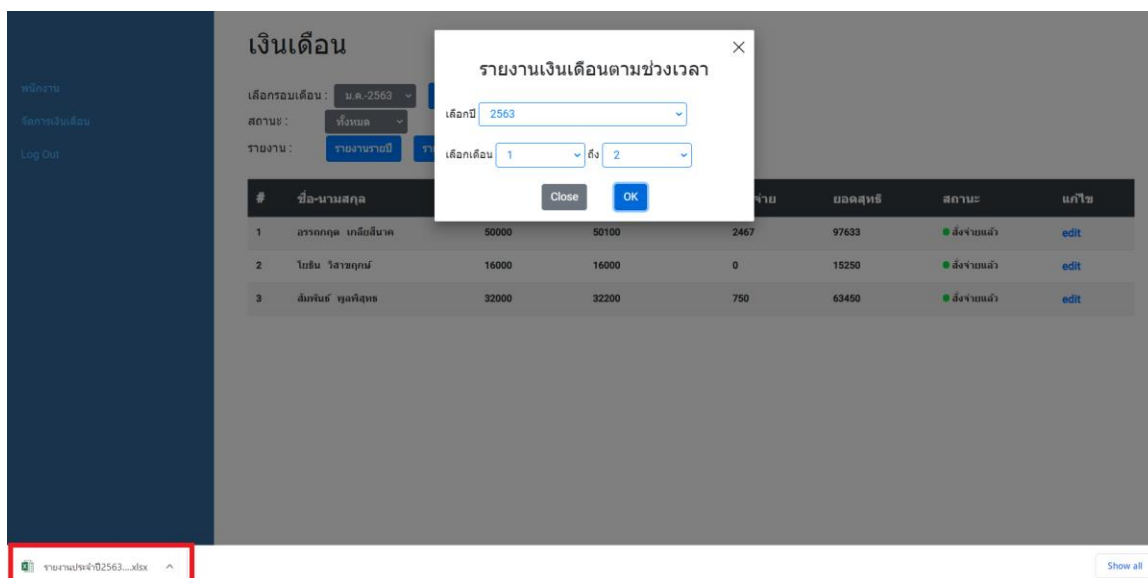 เงินเดือน
รายงานเงินเดือนตามช่วงเวลา
พนักงาน
จัดการเงินเดือน
Log Out
เลือกรอบเดือน : ม.ค.-2563
สถานะ : ทั้งหมด
รายงาน : รายงานรายปี
เลือกปี 2563
เลือกเดือน 1 ถึง 2
Close OK
# ชื่อ-นามสกุล จ่าย ยอดสุทธิ สถานะ แก้ไข
1 อรรถกฤต 50000 50100 2467 97633 สั่งจ่ายแล้ว edit
2 โยธิน วิสาขฤกษ์ 16000 16000 0 15250 สั่งจ่ายแล้ว edit
3 สัมพันธ์ พูลพิสุทธ 32000 32200 750 63450 สั่งจ่ายแล้ว edit
รายงานประจำปี2563....xlsx
Show all